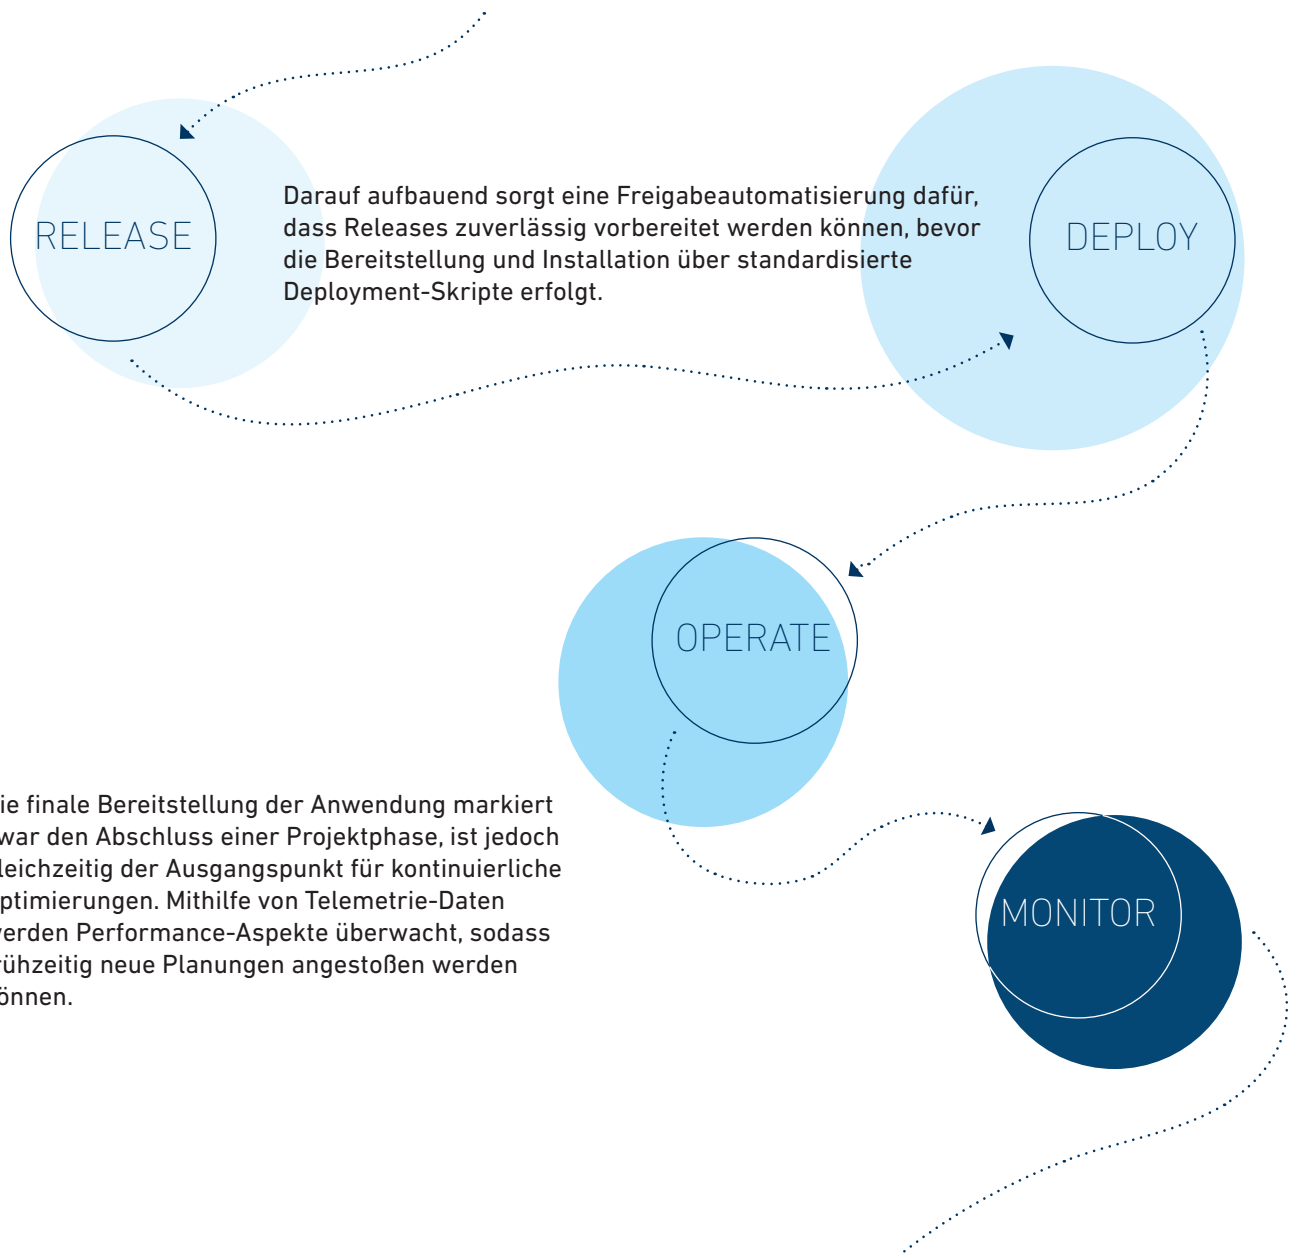 RELEASE
Darauf aufbauend sorgt eine Freigabeautomatisierung dafür,
dass Releases zuverlässig vorbereitet werden können, bevor
die Bereitstellung und Installation über standardisierte
Deployment-Skripte erfolgt.
DEPLOY
OPERATE
ie finale Bereitstellung der Anwendung markiert
war den Abschluss einer Projektphase, ist jedoch
leichzeitig der Ausgangspunkt für kontinuierliche
ptimierungen. Mithilfe von Telemetrie-Daten
erden Performance-Aspekte überwacht, sodass
rühzeitig neue Planungen angestoßen werden
önnen.
MONITOR